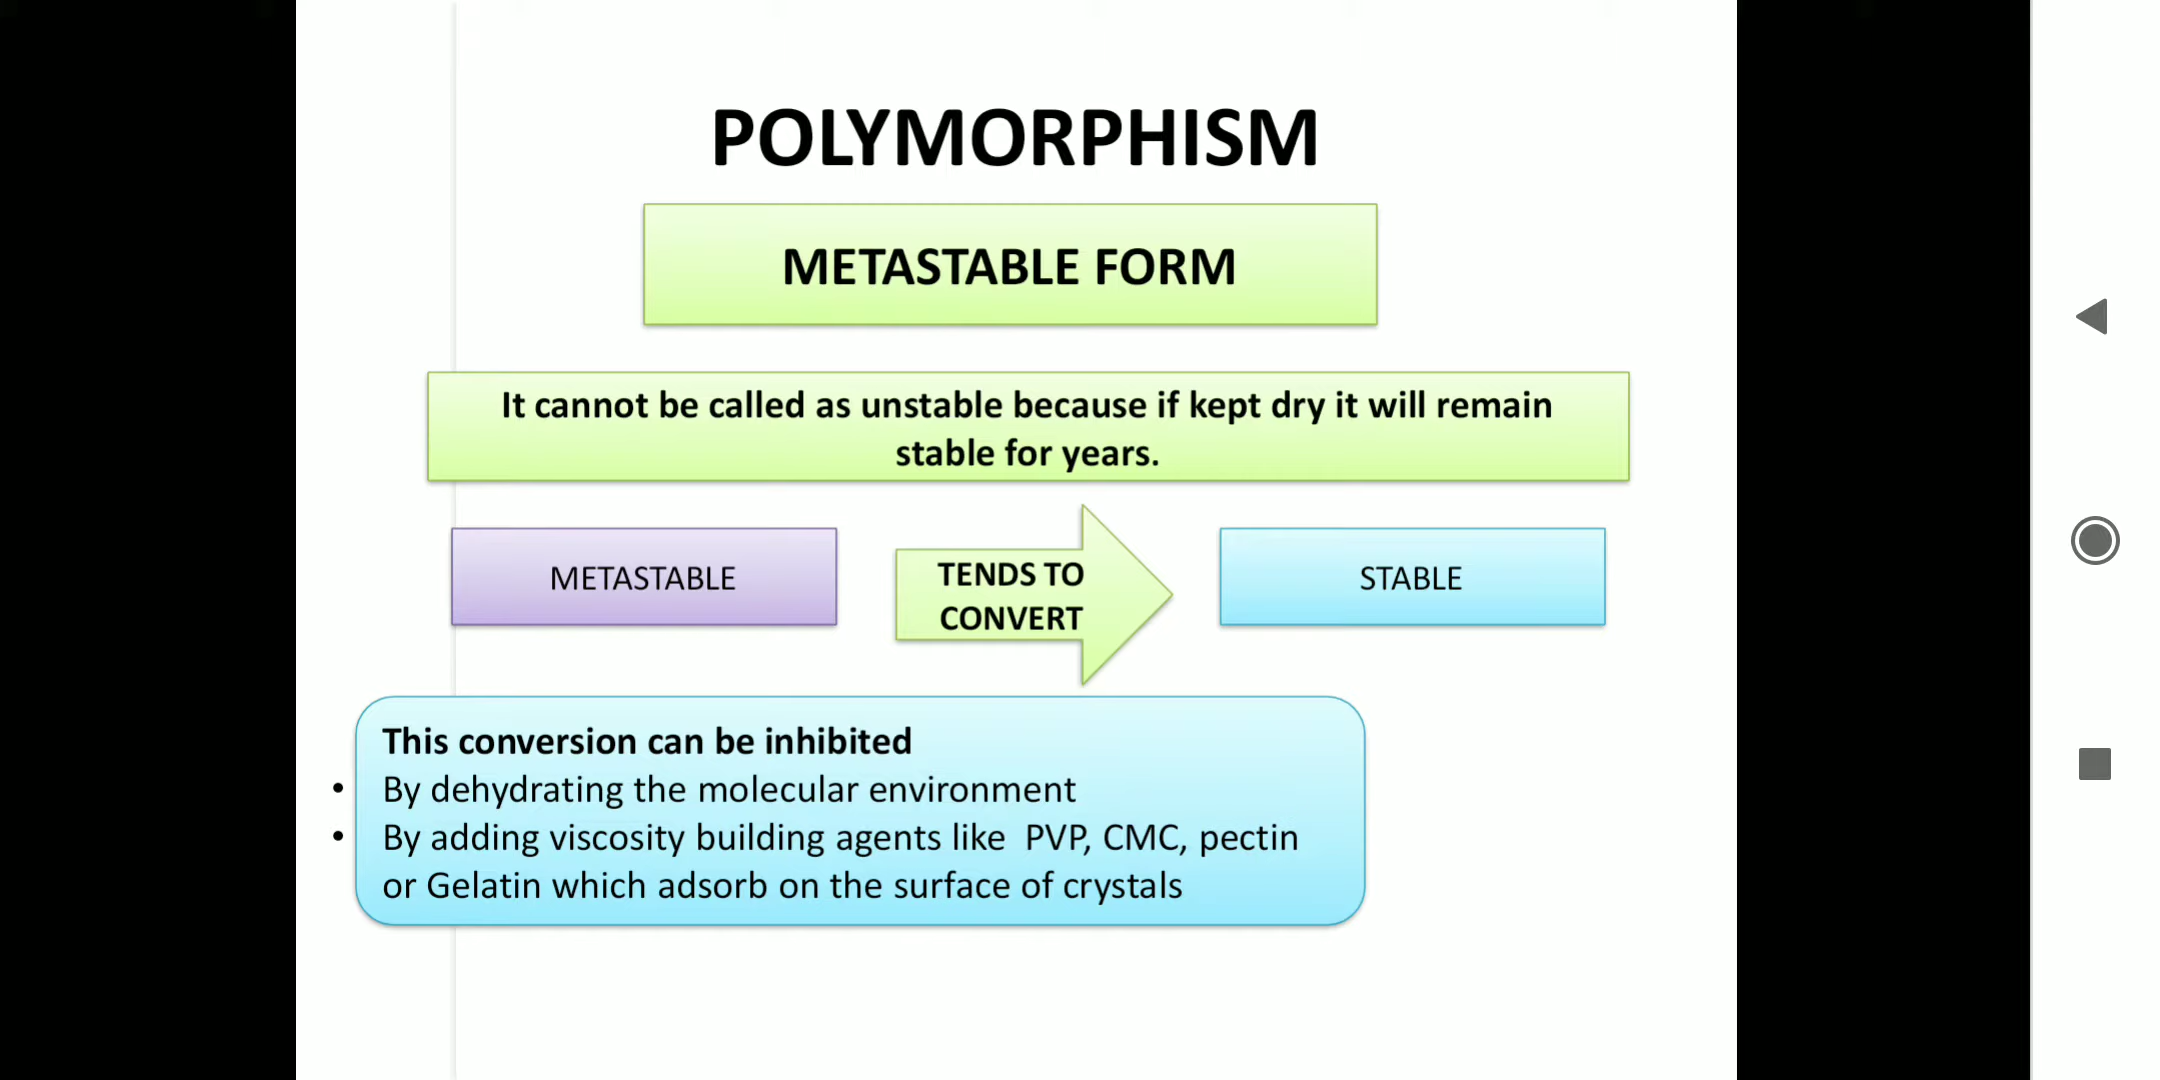 POLYMORPHISM
METASTABLE FORM
It cannot be called as unstable because if kept dry it will remain
stable for years.
METASTABLE
TENDS TO
CONVERT
STABLE
This conversion can be inhibited
• By dehydrating the molecular environment
• By adding viscosity building agents like  PVP, CMC, pectin
or Gelatin which adsorb on the surface of crystals